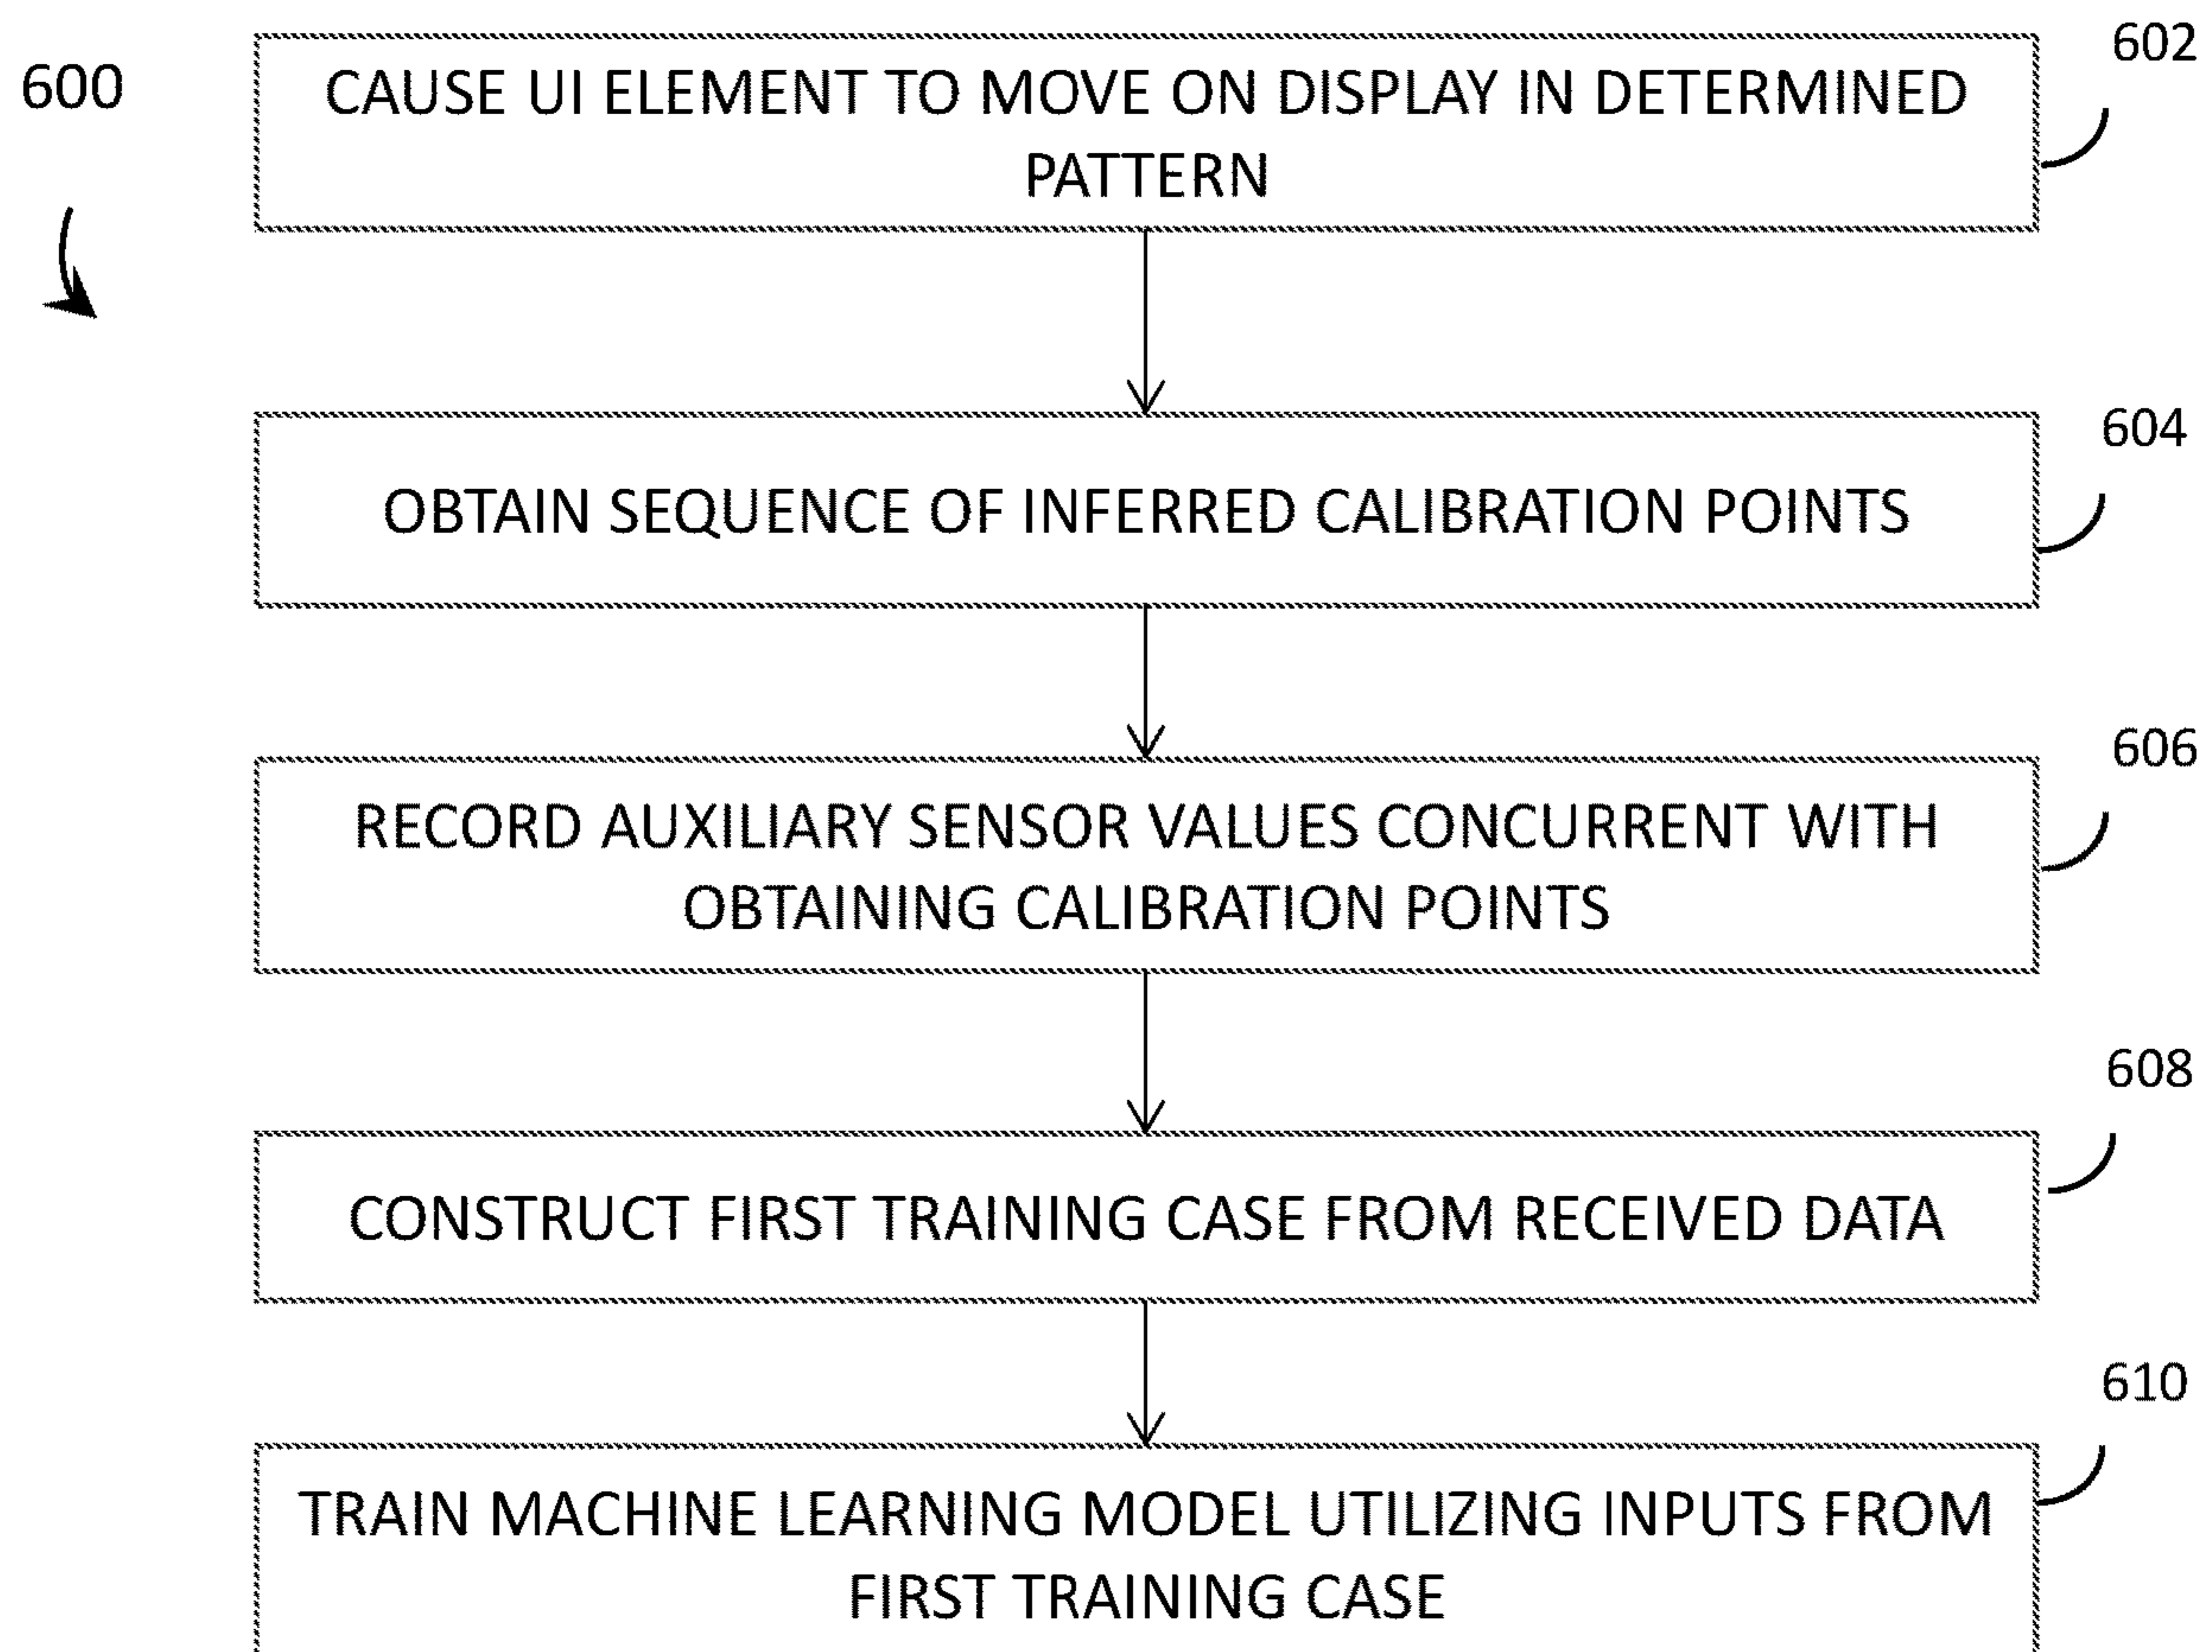 600
602
CAUSE UI ELEMENT TO MOVE ON DISPLAY IN DETERMINED
PATTERN
604
OBTAIN SEQUENCE OF INFERRED CALIBRATION POINTS
606
RECORD AUXILIARY SENSOR VALUES CONCURRENT WITH
OBTAINING CALIBRATION POINTS
608
CONSTRUCT FIRST TRAINING CASE FROM RECEIVED DATA
610
TRAIN MACHINE LEARNING MODEL UTILIZING INPUTS FROM
FIRST TRAINING CASE